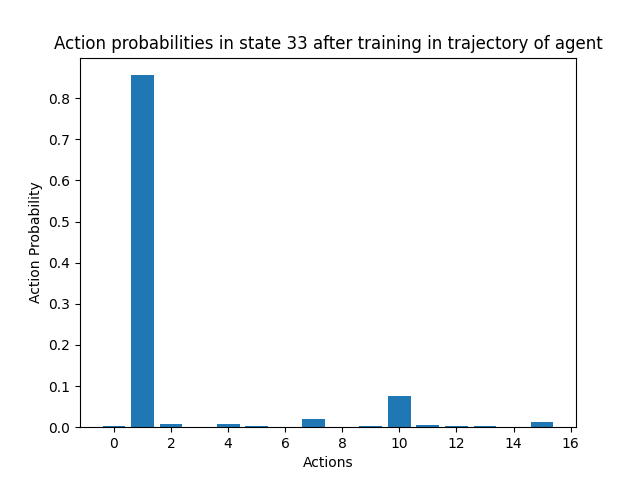 Action probabilities in state 33 after training in trajectory of agent
0.8
0.7
0.6
0.5
0.4
0.3
0.2
0.1
0.0
Action Probability
0 2 4 6 8 10 12 14 16
Actions